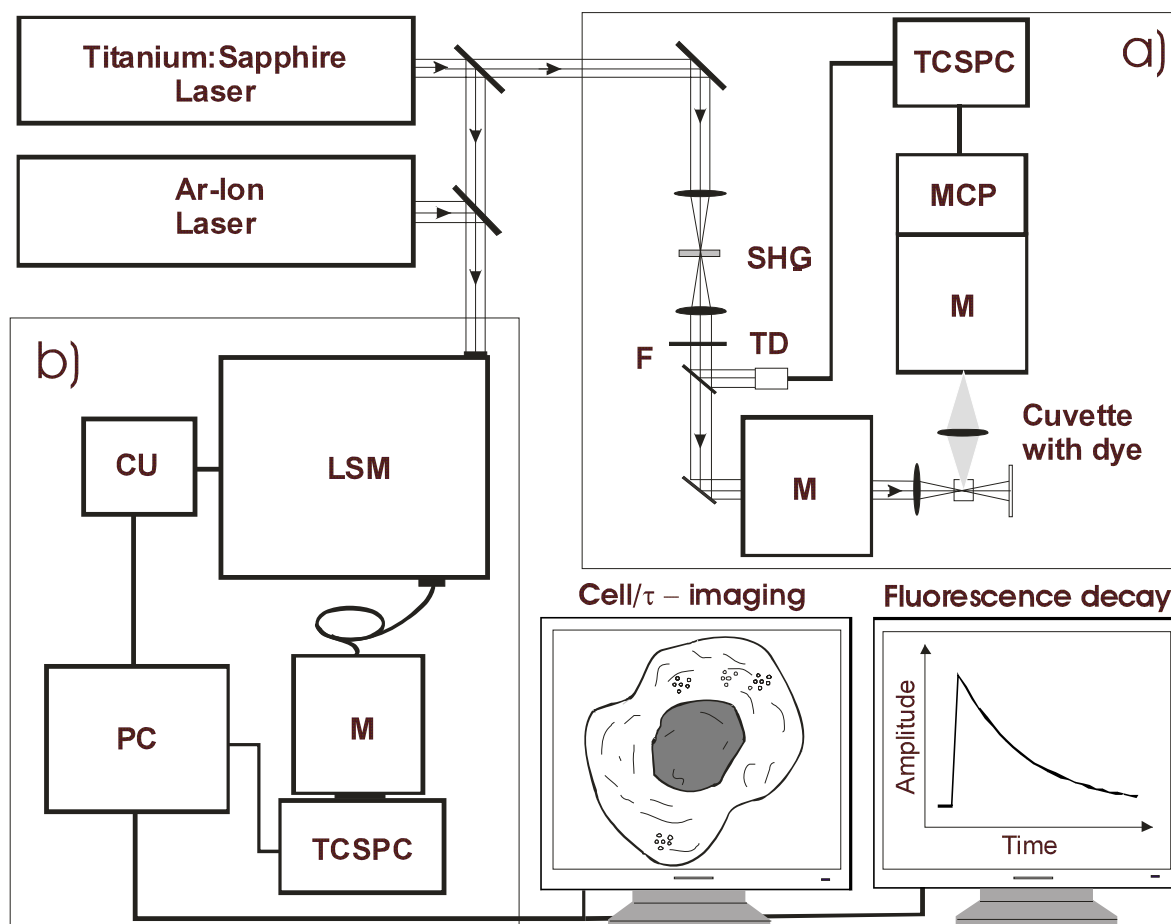 Titanium:Sapphire
Laser
Ar-Ion
Laser
a)
TCSPC
MCP
M
SHG
F
TD
Cuvette
with dye
M
b)
CU
LSM
PC
M
TCSPC
Cell/τ – imaging
Fluorescence decay
Amplitude
Time